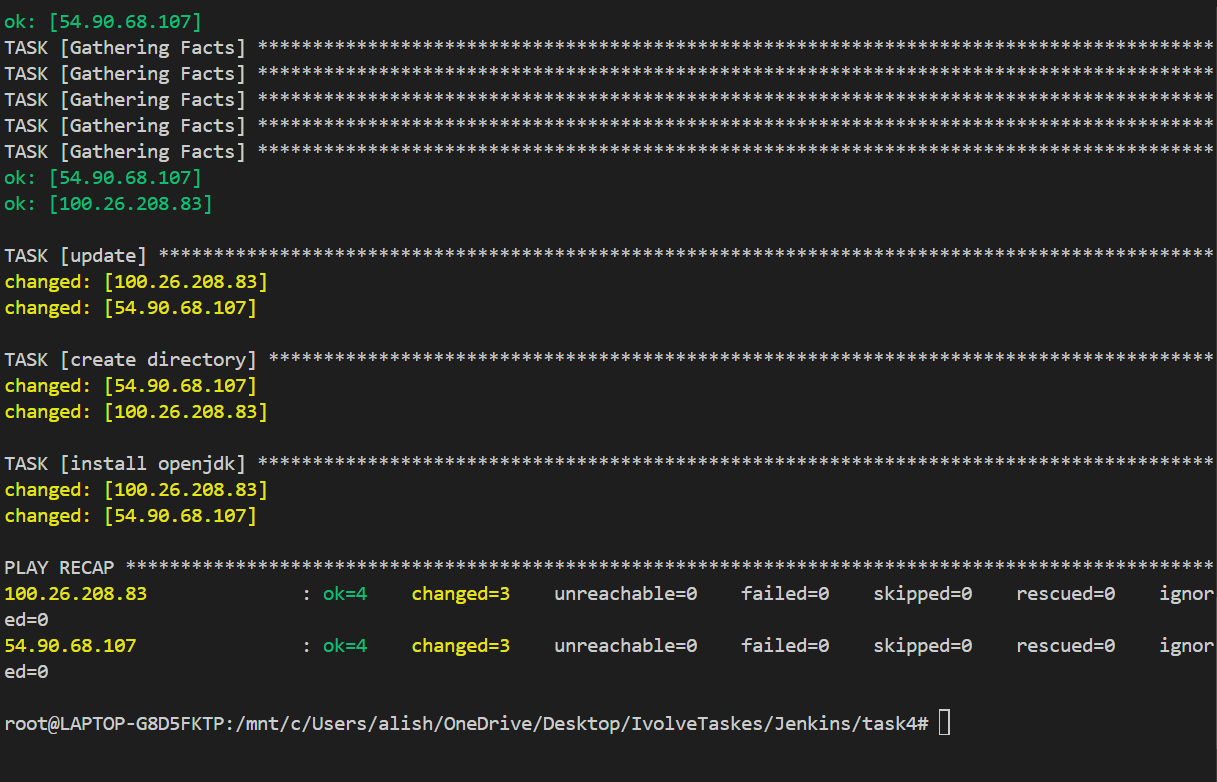 ok: [54.90.68.107]
TASK [Gathering Facts] ***************************************************************************************
TASK [Gathering Facts] ***************************************************************************************
TASK [Gathering Facts] ***************************************************************************************
TASK [Gathering Facts] ***************************************************************************************
TASK [Gathering Facts] ***************************************************************************************
ok: [54.90.68.107]
ok: [100.26.208.83]
TASK [update] ************************************************************************************************
changed: [100.26.208.83]
changed: [54.90.68.107]
TASK [create directory] **************************************************************************************
changed: [54.90.68.107]
changed: [100.26.208.83]
TASK [install openjdk] ***************************************************************************************
changed: [100.26.208.83]
changed: [54.90.68.107]
PLAY RECAP ***************************************************************************************************
100.26.208.83              : ok=4    changed=3    unreachable=0    failed=0    skipped=0    rescued=0    ignor
ed=0
54.90.68.107               : ok=4    changed=3    unreachable=0    failed=0    skipped=0    rescued=0    ignor
ed=0
root@LAPTOP-G8D5FKTP:/mnt/c/Users/alish/OneDrive/Desktop/IvolveTaskes/Jenkins/task4#